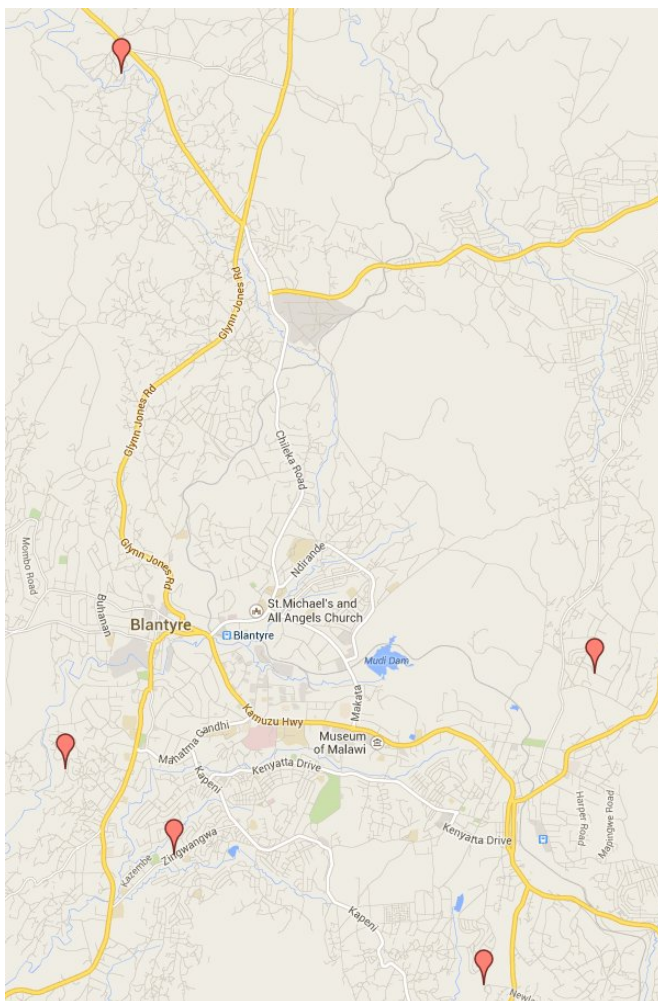 Glynn Jones Rd
Glynn Jones Rd
Chileka Road
Mombo Road
Glynn Jones Rd
Ndirande
Buhanan
St.Michael's and
All Angels Church
Blantyre
Blantyre
Mudi Dam
Makata
Kamuzu Hwy
Mahatma Gandhi
Museum
of Malawi
Kapeni
Kenyatta Drive
Harper Road
Mapingwe Road
Kenyatta Drive
Zingwangwa
Kazembe
Kapeni
Newla